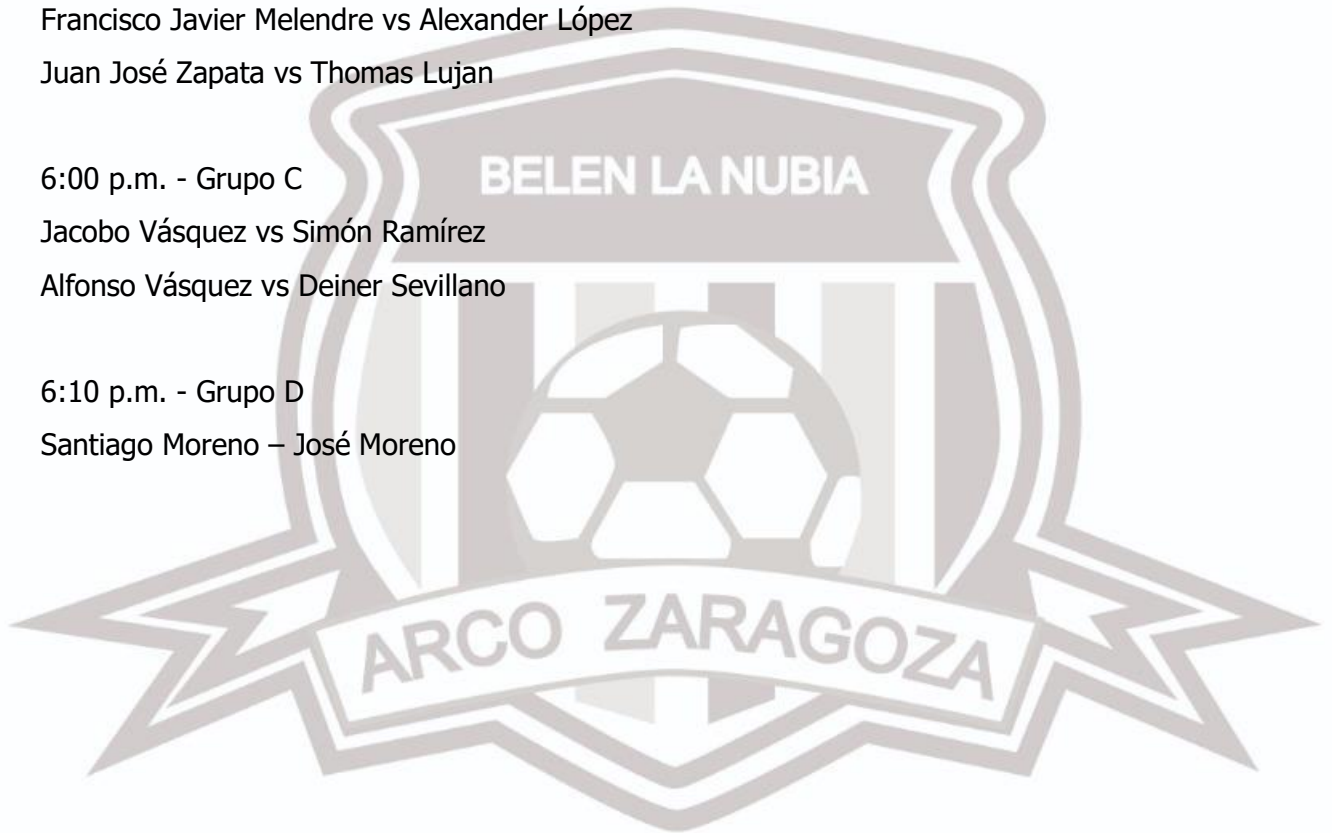 Francisco Javier Melendre vs Alexander López
Juan José Zapata vs Thomas Lujan
6:00 p.m. - Grupo C
Jacobo Vásquez vs Simón Ramírez
Alfonso Vásquez vs Deiner Sevillano
6:10 p.m. - Grupo D
Santiago Moreno – José Moreno
BELEN LA NUBIA
ARCO ZARAGOZA